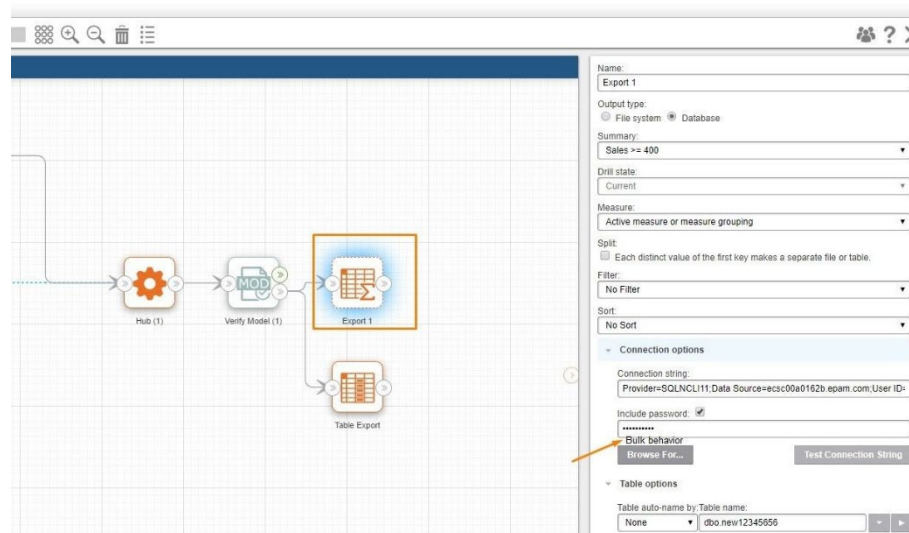 Name:
Export 1
Output type:
File system Database
Summary:
Sales >= 400
Drill state:
Current
Measure:
Active measure or measure grouping
Split:
Each distinct value of the first key makes a separate file or table.
Filter:
No Filter
Sort:
No Sort
Connection options
Connection string:
Provider=SQLNCLI11;Data Source=ecsc00a0162b.epam.com;User ID=
Include password:
Bulk behavior
Browse For... Test Connection String
Table options
Table auto-name by: Table name:
None dbo.new12345656
MOD
Hub (1) Verify Model (1) Export 1
Table Export